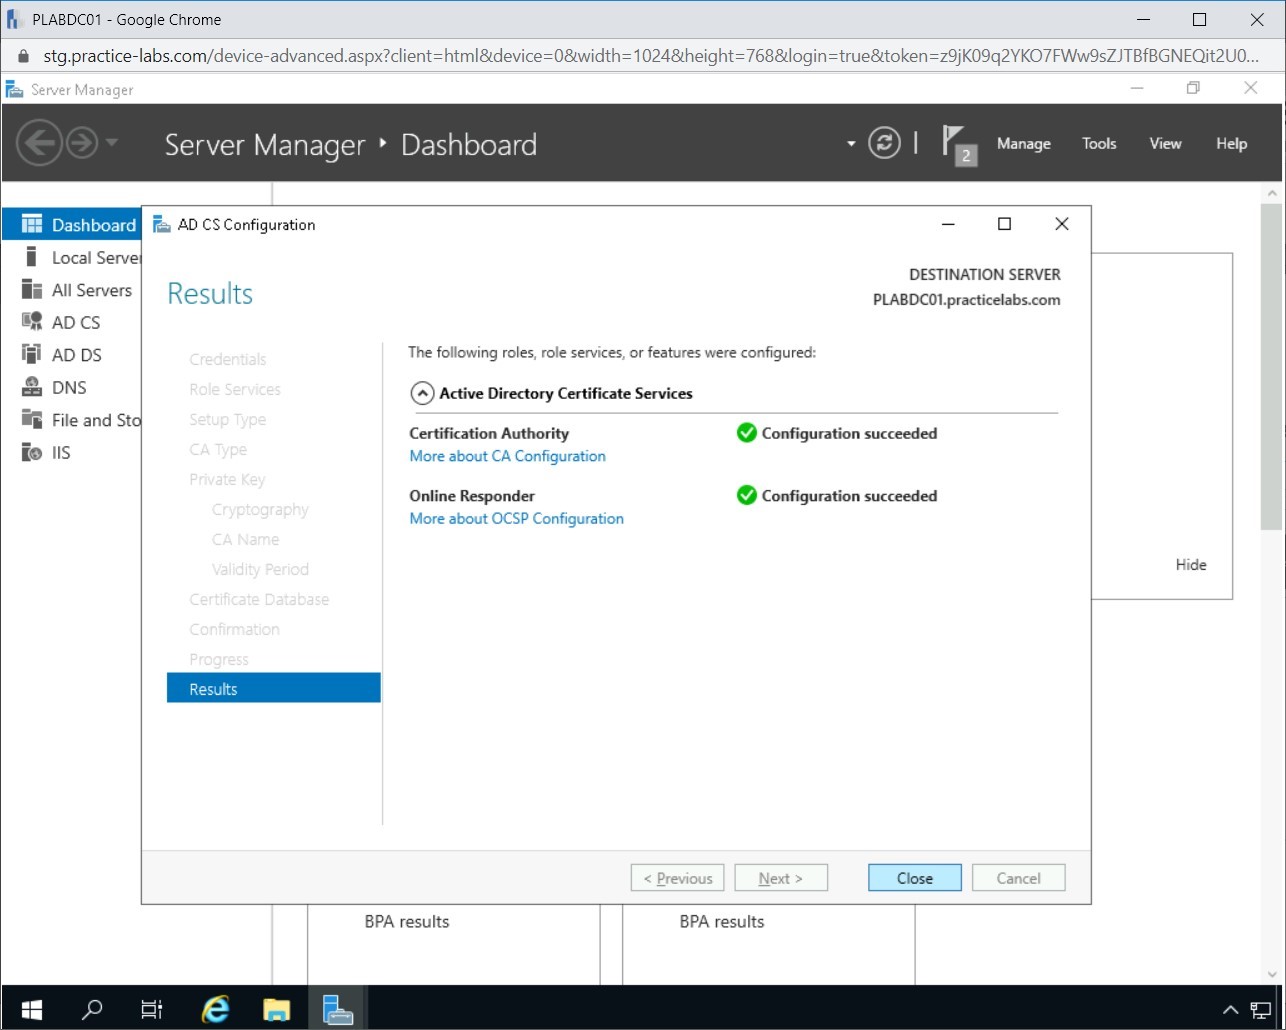 PLABDC01 - Google Chrome
stg.practice-labs.com/device-advanced.aspx?client=html&device=0&width=1024&height=768&login=true&token=z9jK09q2YKO7FWw9sZJTBfBGNEQit2U0...
Server Manager
Server Manager Dashboard
2
Manage Tools View Help
Dashboard
Local Server
All Servers
AD CS
AD DS
DNS
File and Sto
IIS
AD CS Configuration
Results
DESTINATION SERVER
PLABDC01.practicelabs.com
Credentials
Role Services
Setup Type
CA Type
Private Key
Cryptography
CA Name
Validity Period
Certificate Database
Confirmation
Progress
Results
The following roles, role services, or features were configured:
Active Directory Certificate Services
Certification Authority Configuration succeeded
More about CA Configuration
Online Responder Configuration succeeded
More about OCSP Configuration
Hide
< Previous Next > Close Cancel
BPA results BPA results